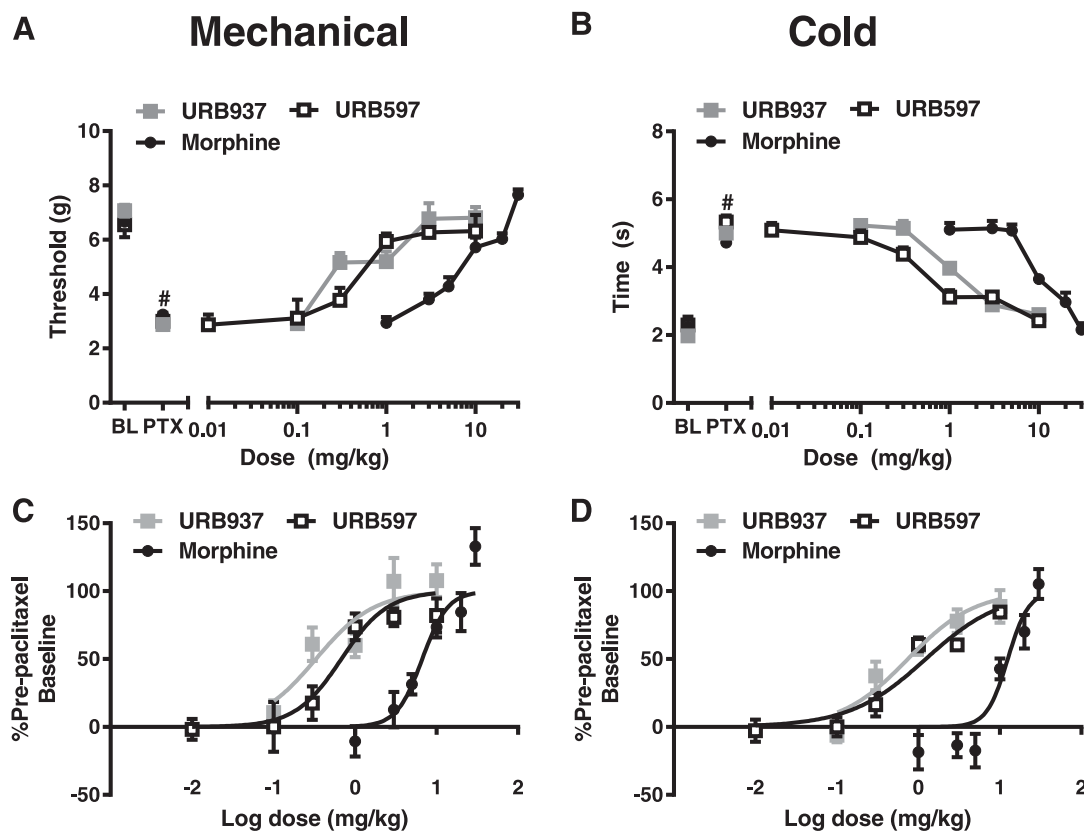 A Mechanical
URB937 URB597
Morphine
10
8
6
4
2
0
Threshold (g)
#
BL PTX 0.01 0.1 1 10
Dose (mg/kg)
B Cold
URB937 URB597
Morphine
8
6
4
2
0
Time (s)
#
BL PTX 0.01 0.1 1 10
Dose (mg/kg)
C
URB937 URB597
Morphine
150
100
50
0
-50
%Pre-paclitaxel
Baseline
-2 -1 0 1 2
Log dose (mg/kg)
D
URB937 URB597
Morphine
150
100
50
0
-50
%Pre-paclitaxel
Baseline
-2 -1 0 1 2
Log dose (mg/kg)